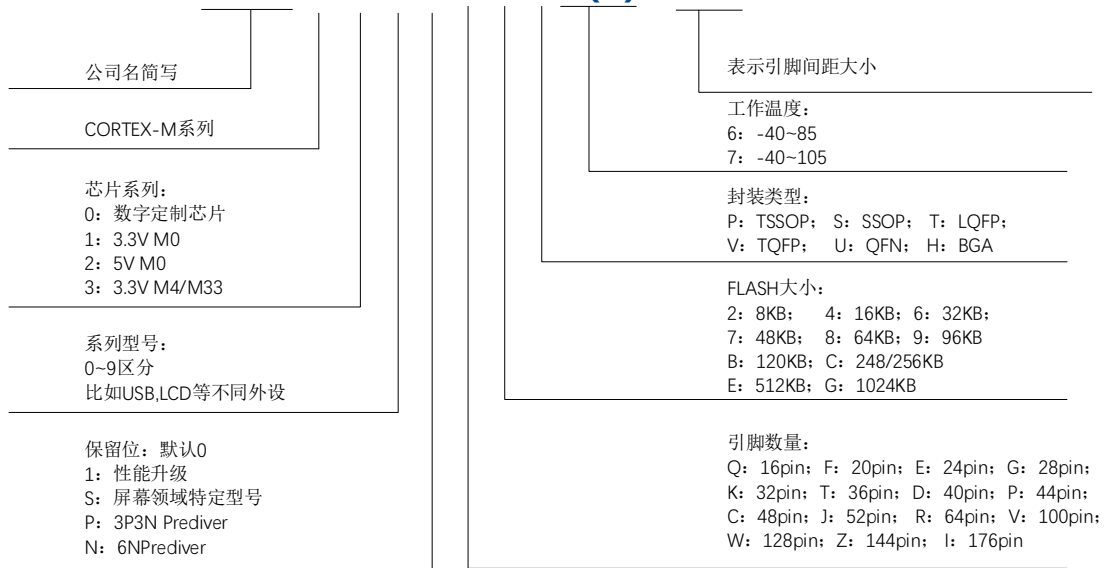 公司名简写
CORTEX-M系列
芯片系列：
0：数字定制芯片
1：3.3V M0
2：5V M0
3：3.3V M4/M33
系列型号：
0~9区分
比如USB,LCD等不同外设
保留位：默认0
1：性能升级
S：屏幕领域特定型号
P：3P3N Prediver
N：6NPrediver
表示引脚间距大小
工作温度：
6：-40~85
7：-40~105
封装类型：
P：TSSOP；S：SSOP；T：LQFP；
V：TQFP；U：QFN；H：BGA
FLASH大小：
2：8KB；4：16KB；6：32KB；
7：48KB；8：64KB；9：96KB
B：120KB；C：248/256KB
E：512KB；G：1024KB
引脚数量：
Q：16pin；F：20pin；E：24pin；G：28pin；
K：32pin；T：36pin；D：40pin；P：44pin；
C：48pin；J：52pin；R：64pin；V：100pin；
W：128pin；Z：144pin；I：176pin